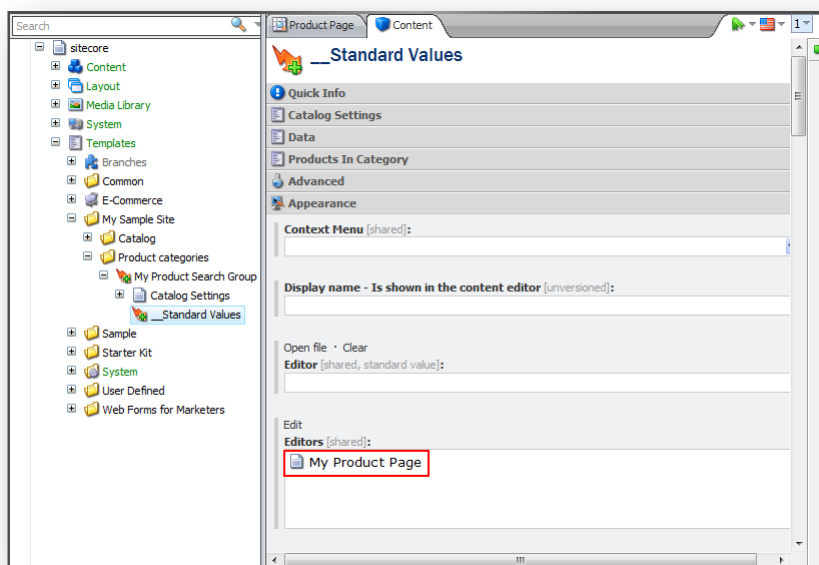 Search
sitecore
Content
Layout
Media Library
System
Templates
Branches
Common
E-Commerce
My Sample Site
Catalog
Product categories
My Product Search Group
Catalog Settings
__Standard Values
Sample
Starter Kit
System
User Defined
Web Forms for Marketers
Product Page
Content
1
__Standard Values
Quick Info
Catalog Settings
Data
Products In Category
Advanced
Appearance
Context Menu [shared]:
Display name - Is shown in the content editor [unversioned]:
Open file · Clear
Editor [shared, standard value]:
Edit
Editors [shared]:
My Product Page